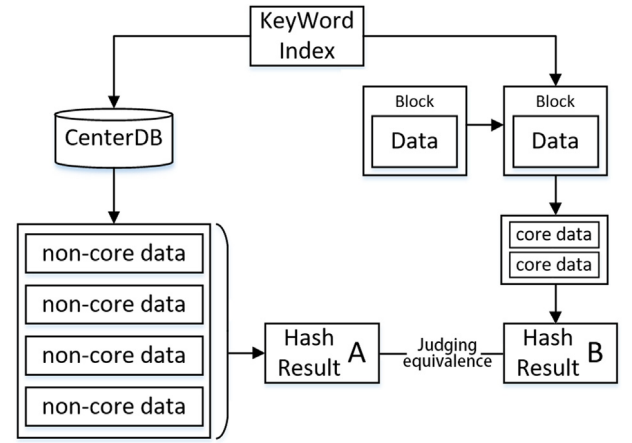 KeyWord
Index
CenterDB
Block
Data
Block
Data
core data
core data
non-core data
non-core data
non-core data
non-core data
Hash
Result A
Judging
equivalence
Hash
Result B